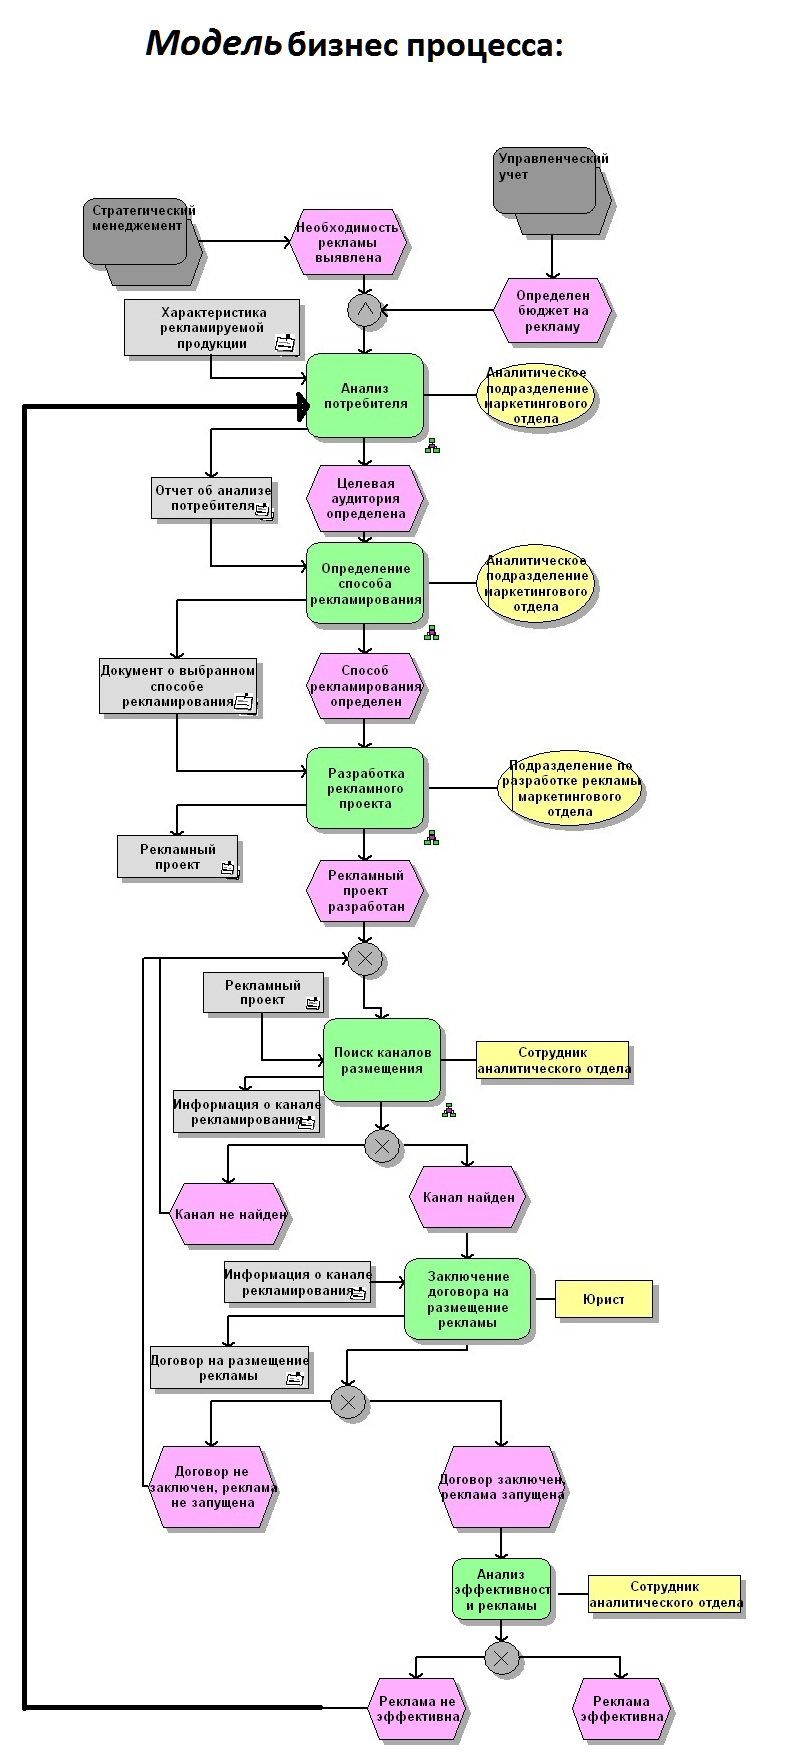 Модель бизнес процесса:
Управленческий
учет
Стратегический
менеджемент
Необходимость
рекламы
выявлена
Определен
бюджет на
рекламу
Характеристика
рекламируемой
продукции
Анализ
потребителя
Аналитическое
подразделение
маркетингового
отдела
Целевая
аудитория
определена
Отчет об анализе
потребителя
Определение
способа
рекламирования
Аналитическое
подразделение
маркетингового
отдела
Документ о выбранном
способе
рекламирования
Способ
рекламирования
определен
Разработка
рекламного
проекта
Подразделение по
разработке рекламы
маркетингового
отдела
Рекламный
проект
Рекламный
проект
разработан
Рекламный
проект
Поиск каналов
размещения
Сотрудник
аналитического отдела
Информация о канале
рекламирования
Канал не найден
Канал найден
Информация о канале
рекламирования
Заключение
договора на
размещение
рекламы
Юрист
Договор на размещение
рекламы
Договор не
заключен, реклама
не запущена
Договор заключен,
реклама запущена
Анализ
эффективност
и рекламы
Сотрудник
аналитического отдела
Реклама не
эффективна
Реклама
эффективна